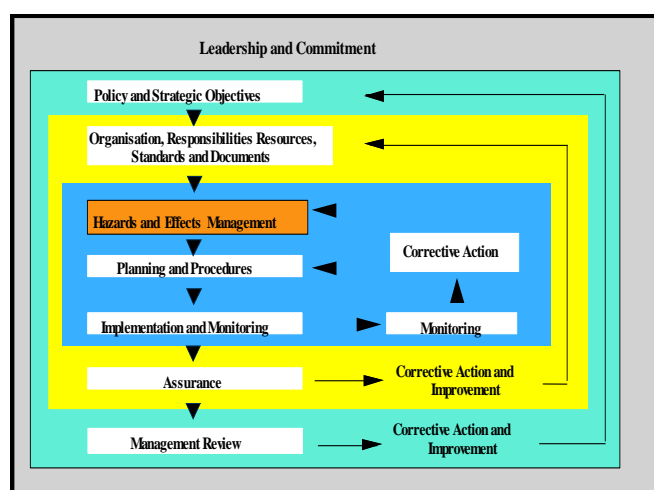 Leadership and Commitment
Policy and Strategic Objectives
Organisation, Responsibilities Resources,
Standards and Documents
Hazards and Effects Management
Planning and Procedures
Corrective Action
Implementation and Monitoring
Monitoring
Assurance
Corrective Action and
Improvement
Management Review
Corrective Action and
Improvement